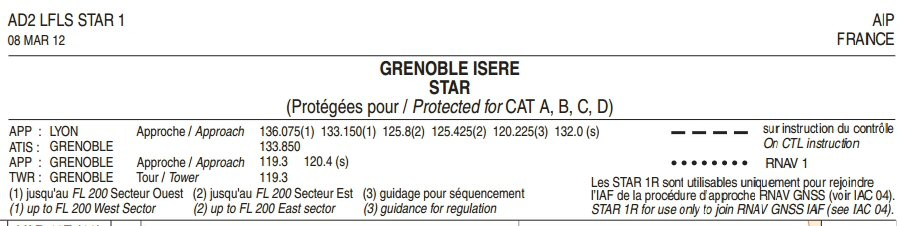 AD2 LFLS STAR 1
AIP
08 MAR 12
FRANCE
GRENOBLE ISERE
STAR
(Protégées pour / Protected for CAT A, B, C, D)
APP : LYON Approche / Approach 136.075(1) 133.150(1) 125.8(2) 125.425(2) 120.225(3) 132.0 (s)
ATIS: GRENOBLE 133.850
APP : GRENOBLE Approche / Approach 119.3 120.4 (s)
TWR : GRENOBLE Tour / Tower 119.3
(1) jusqu'au FL 200 Secteur Ouest (2) jusqu'au FL 200 Secteur Est (3) guidage pour séquencement
(1) up to FL 200 West Sector (2) up to FL 200 East sector (3) guidance for regulation
sur instruction du contrôle
On CTL instruction
RNAV 1
Les STAR 1R sont utilisables uniquement pour rejoindre
l'IAF de la procédure d'approche RNAV GNSS (voir IAC 04).
STAR 1R for use only to join RNAV GNSS IAF (see IAC 04).